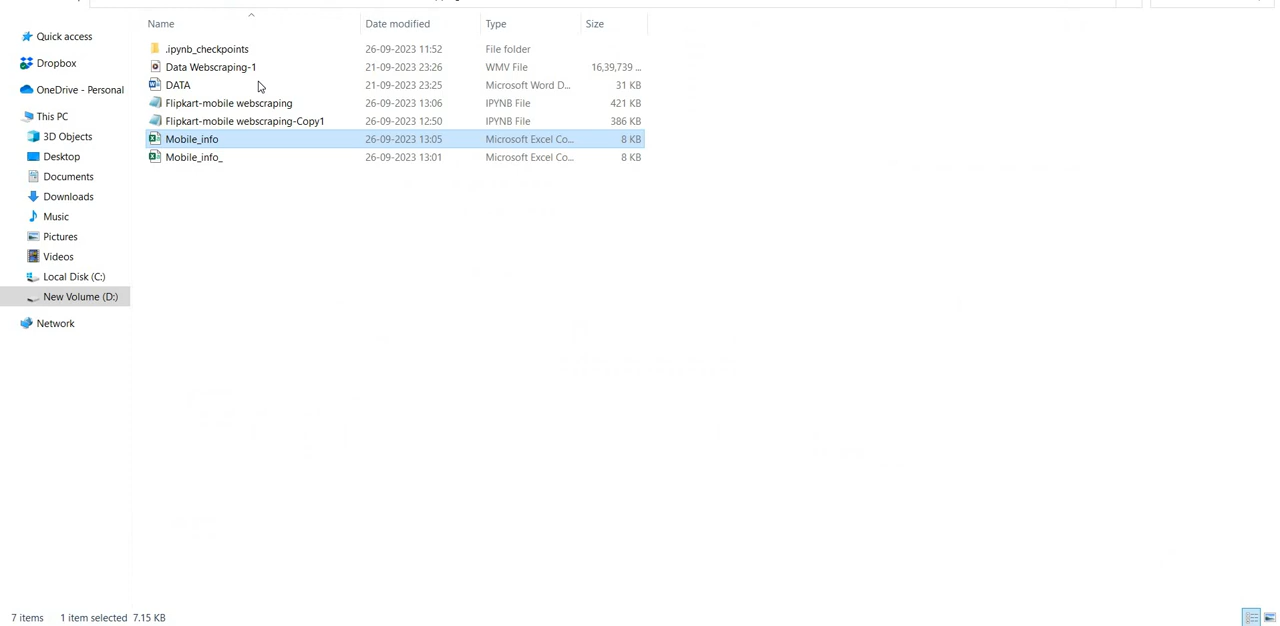 Name Date modified Type Size
Quick access
Dropbox
OneDrive - Personal
This PC
3D Objects
Desktop
Documents
Downloads
Music
Pictures
Videos
Local Disk (C:)
New Volume (D:)
Network
.ipynb_checkpoints 26-09-2023 11:52 File folder
Data Webscraping-1 21-09-2023 23:26 WMV File 16,39,739 ...
DATA 21-09-2023 23:25 Microsoft Word D... 31 KB
Flipkart-mobile webscraping 26-09-2023 13:06 IPYNB File 421 KB
Flipkart-mobile webscraping-Copy1 26-09-2023 12:50 IPYNB File 386 KB
Mobile_info 26-09-2023 13:05 Microsoft Excel Co... 8 KB
Mobile_info_ 26-09-2023 13:01 Microsoft Excel Co... 8 KB
7 items 1 item selected 7.15 KB